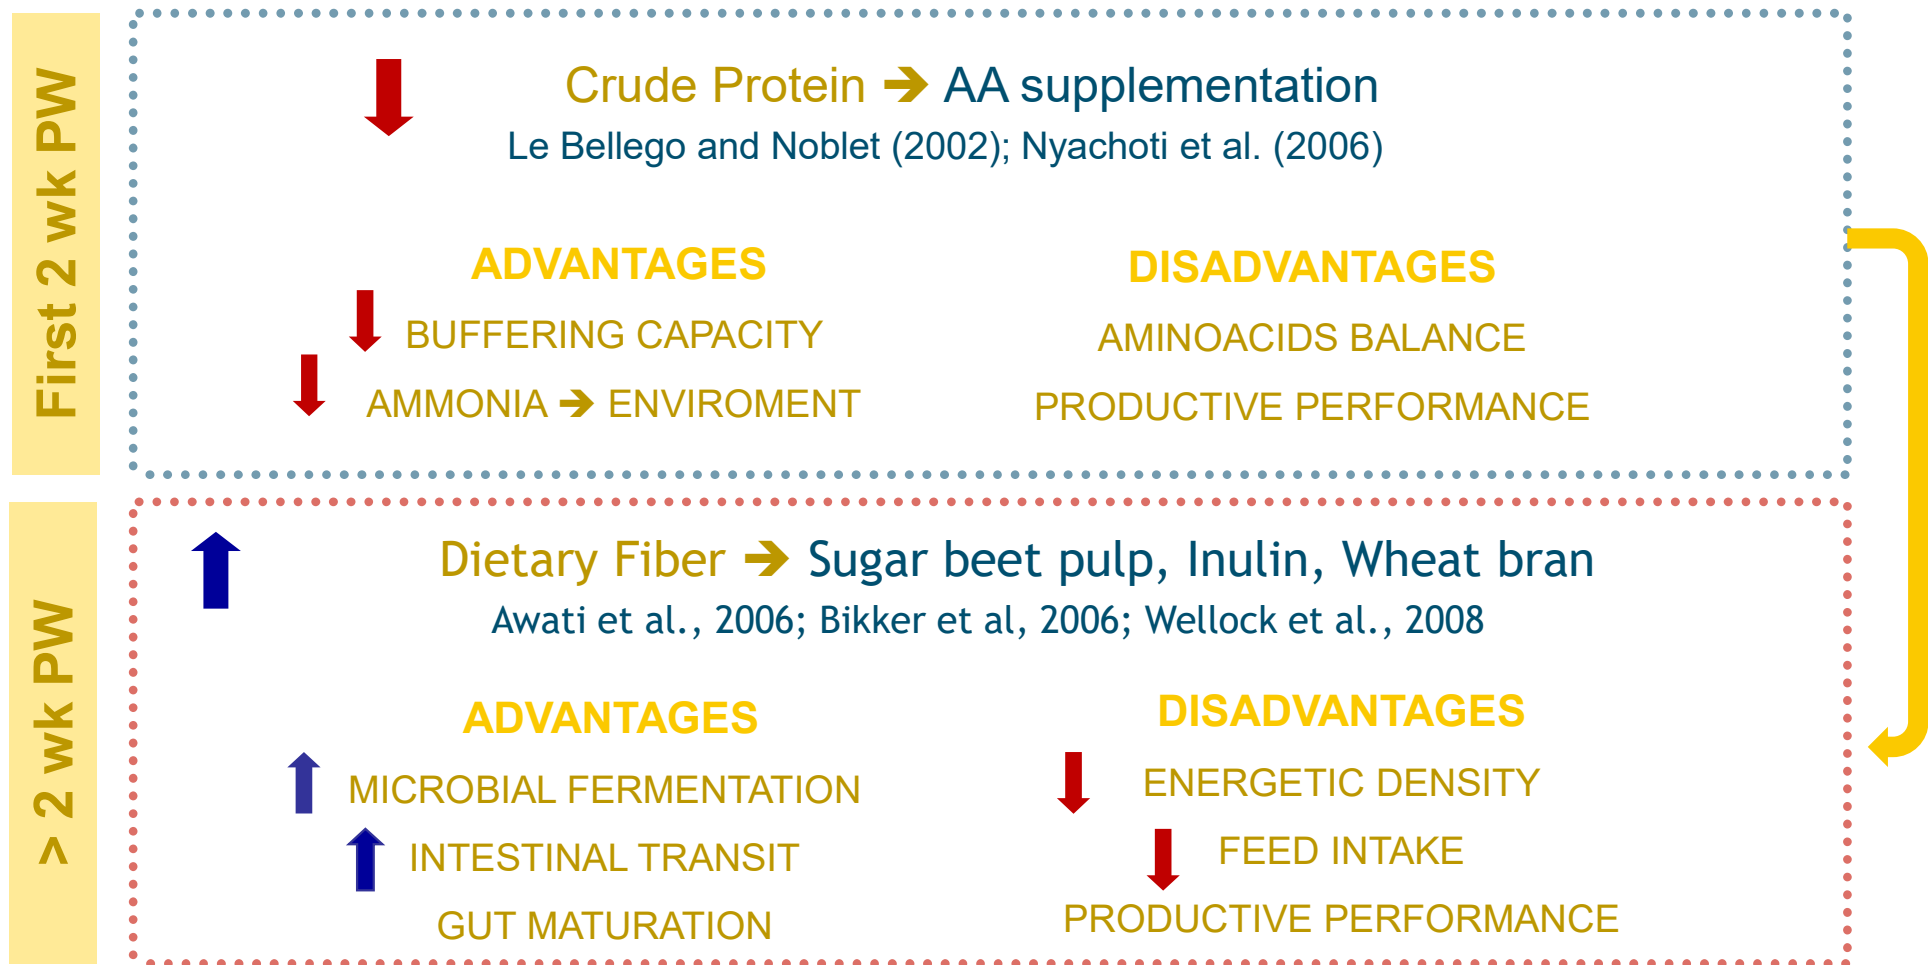 First 2 wk PW
Crude Protein ➔ AA supplementation
Le Bellego and Noblet (2002); Nyachoti et al. (2006)
ADVANTAGES
BUFFERING CAPACITY
AMMONIA ➔ ENVIROMENT
DISADVANTAGES
AMINOACIDS BALANCE
PRODUCTIVE PERFORMANCE
> 2 wk PW
Dietary Fiber ➔ Sugar beet pulp, Inulin, Wheat bran
Awati et al., 2006; Bikker et al, 2006; Wellock et al., 2008
ADVANTAGES
MICROBIAL FERMENTATION
INTESTINAL TRANSIT
GUT MATURATION
DISADVANTAGES
ENERGETIC DENSITY
FEED INTAKE
PRODUCTIVE PERFORMANCE